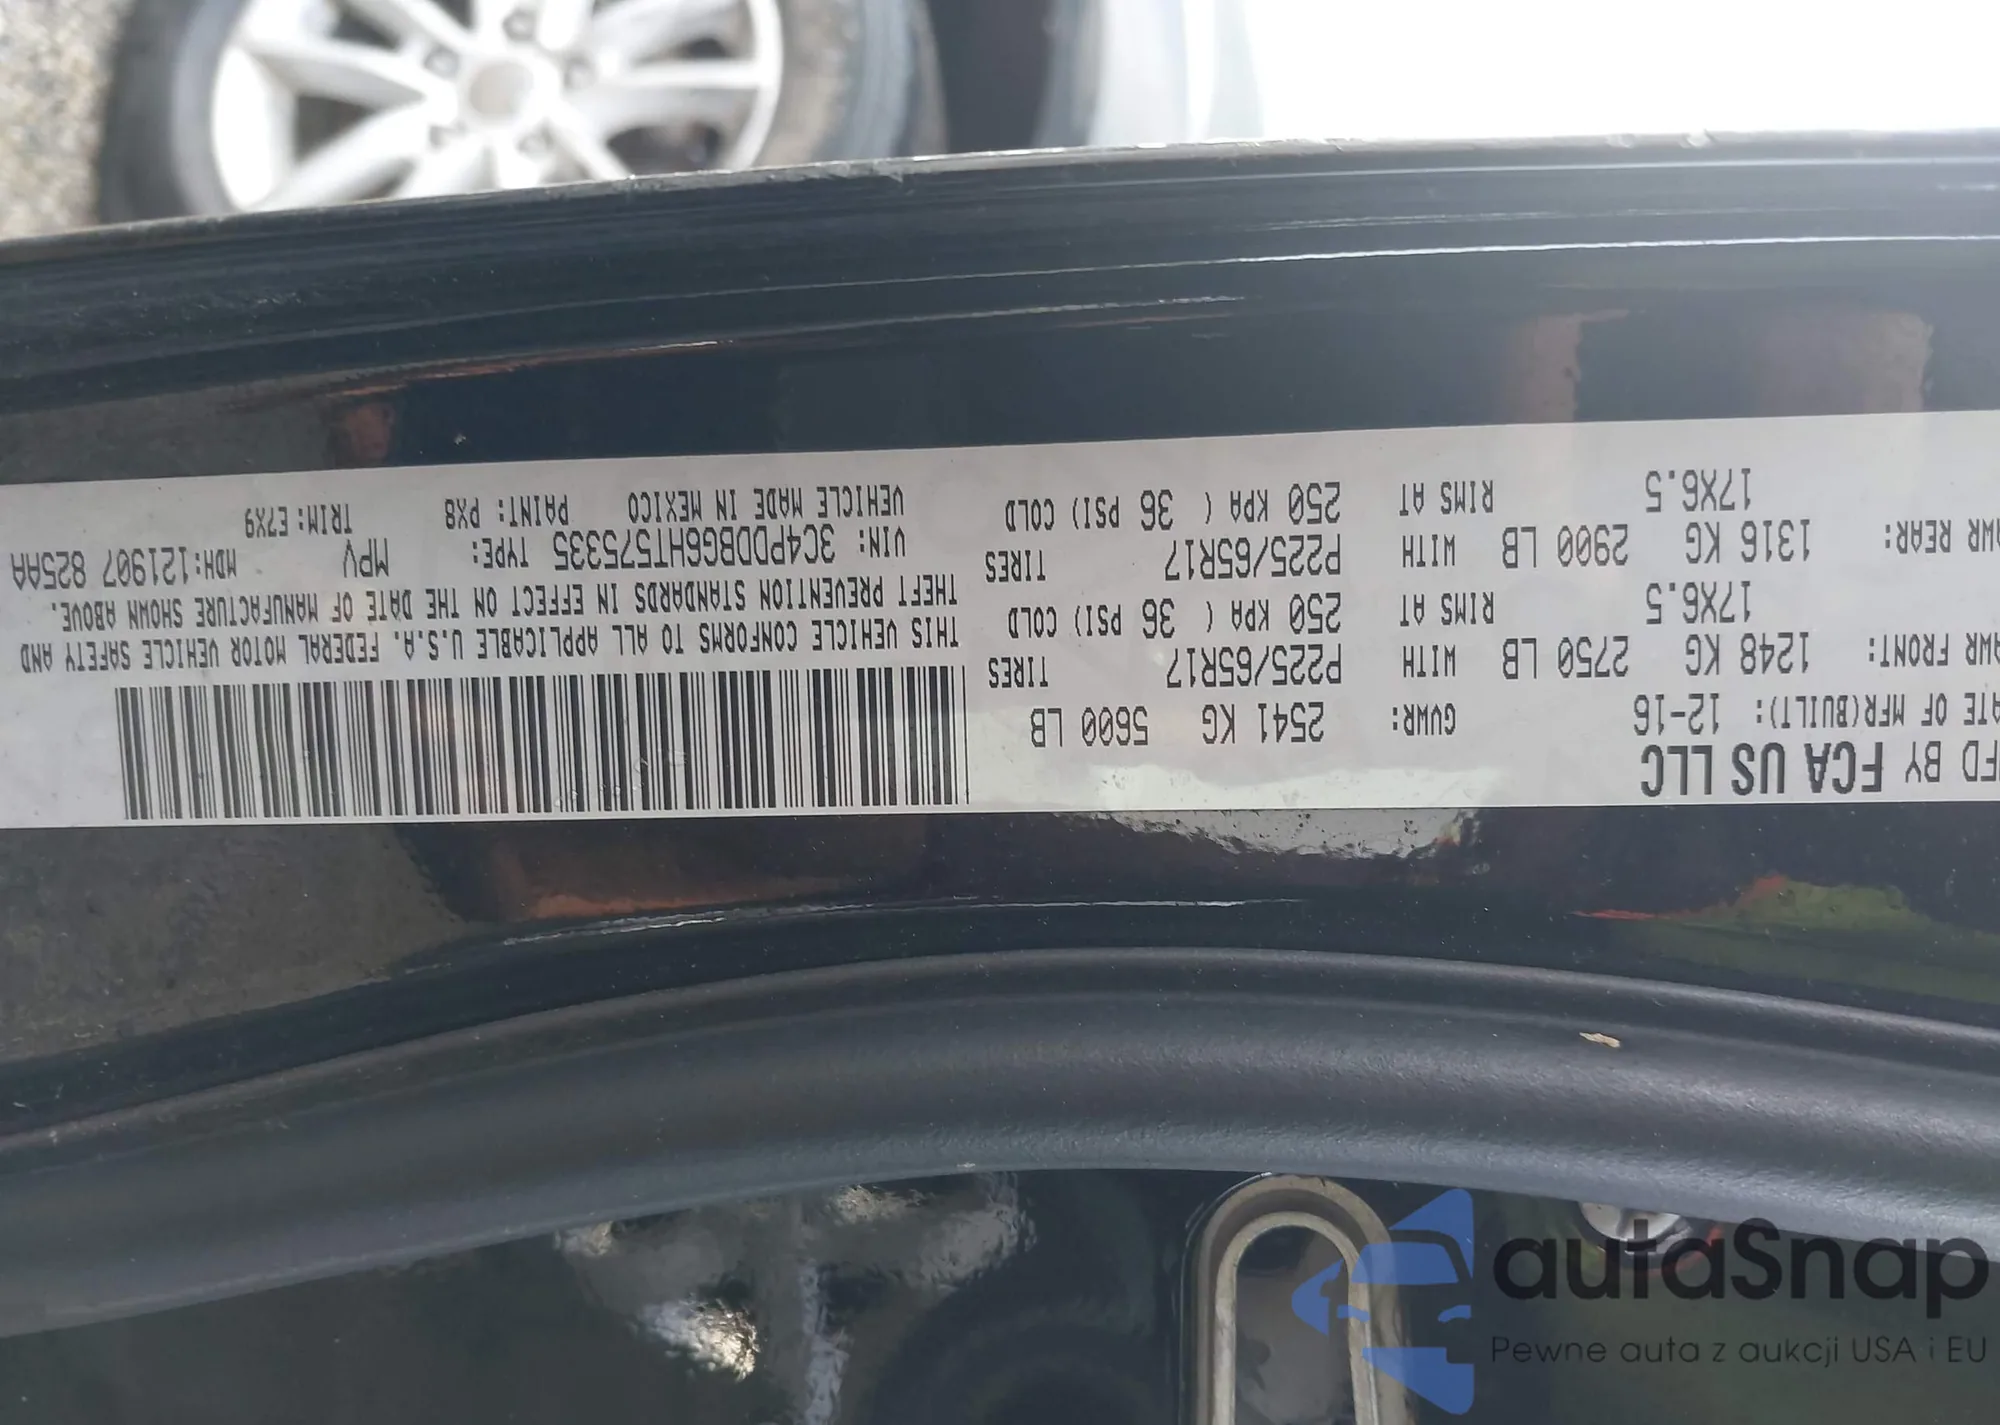 FD BY FCA US LLC
ATE OF MFR(BUILT): 12-16 GVWR: 2541 KG 5600 LB
AWR FRONT: 1248 KG 2750 LB WITH P225/65R17 TIRES
17X6.5 RIMS AT 250 KPA ( 36 PSI) COLD
AWR REAR: 1316 KG 2900 LB WITH P225/65R17 TIRES
17X6.5 RIMS AT 250 KPA ( 36 PSI) COLD
THIS VEHICLE CONFORMS TO ALL APPLICABLE U.S.A. FEDERAL MOTOR VEHICLE SAFETY AND
THEFT PREVENTION STANDARDS IN EFFECT ON THE DATE OF MANUFACTURE SHOWN ABOVE.
VIN: 3C4PDDBG6HT575335 TYPE: MPV MDH:121907 825AA
VEHICLE MADE IN MEXICO PAINT: PX8 TRIM: E7X9
autaSnap
Pewne auta z aukcji USA i EU